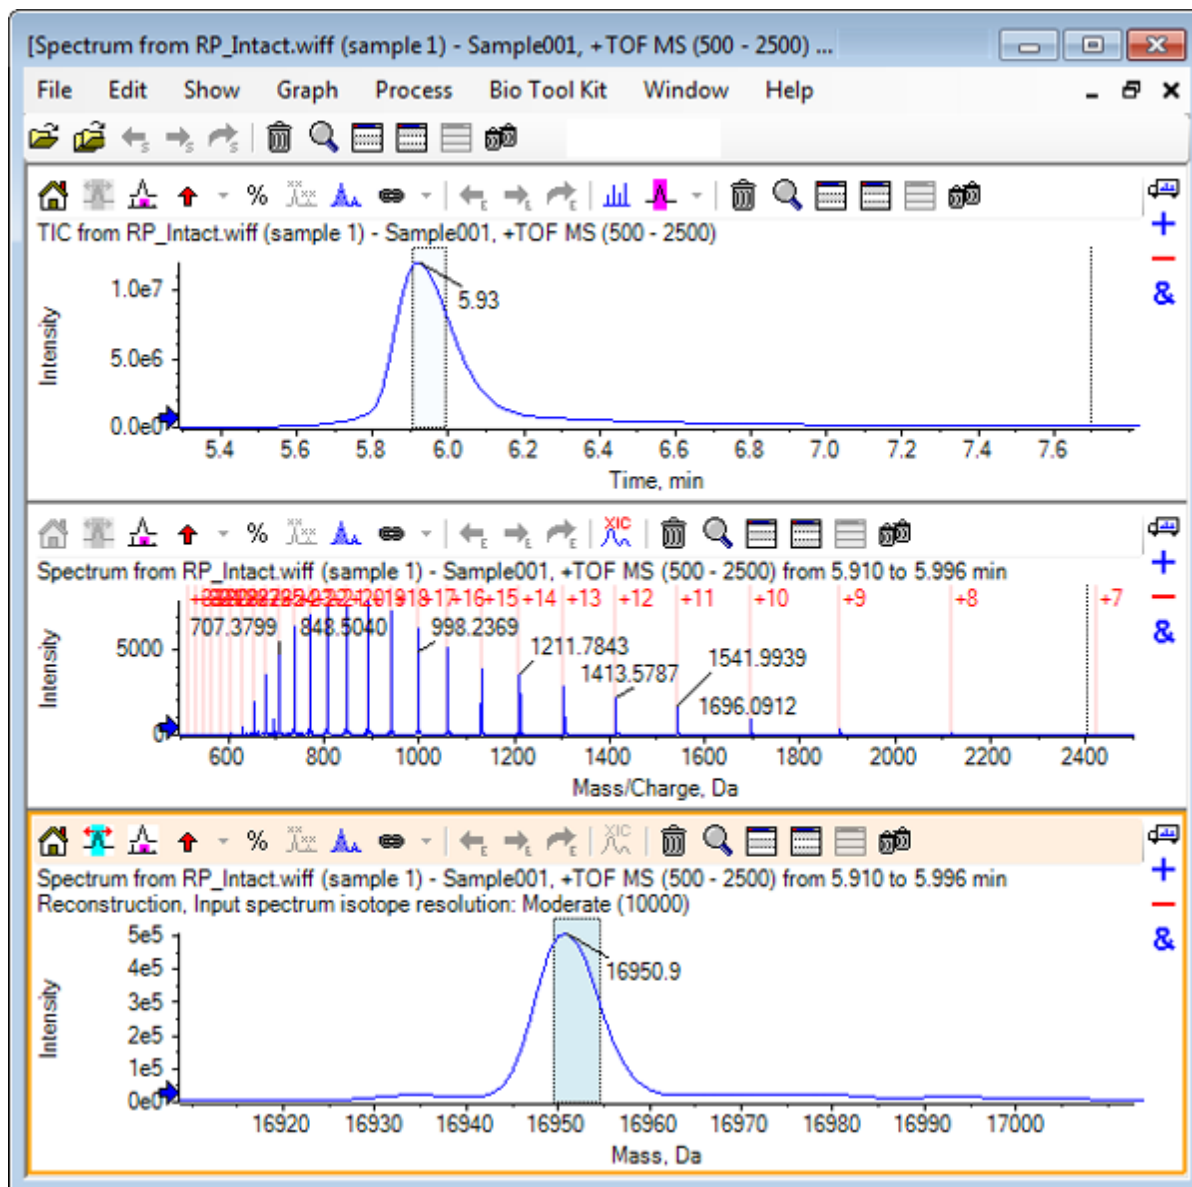 [Spectrum from RP_Intact.wiff (sample 1) - Sample001, +TOF MS (500 - 2500) ...
File Edit Show Graph Process Bio Tool Kit Window Help
TIC from RP_Intact.wiff (sample 1) - Sample001, +TOF MS (500 - 2500)
Intensity
1.0e7
5.0e6
0.0e0
5.93
5.4 5.6 5.8 6.0 6.2 6.4 6.6 6.8 7.0 7.2 7.4 7.6
Time, min
XIC
Spectrum from RP_Intact.wiff (sample 1) - Sample001, +TOF MS (500 - 2500) from 5.910 to 5.996 min
+18 +17 +16 +15 +14 +13 +12 +11 +10 +9 +8 +7
707.3799 848.5040 998.2369 1211.7843 1413.5787 1541.9939 1696.0912
Intensity
5000
0
600 800 1000 1200 1400 1600 1800 2000 2200 2400
Mass/Charge, Da
XIC
Spectrum from RP_Intact.wiff (sample 1) - Sample001, +TOF MS (500 - 2500) from 5.910 to 5.996 min
Reconstruction, Input spectrum isotope resolution: Moderate (10000)
Intensity
5e5
4e5
3e5
2e5
1e5
0e0
16950.9
16920 16930 16940 16950 16960 16970 16980 16990 17000
Mass, Da